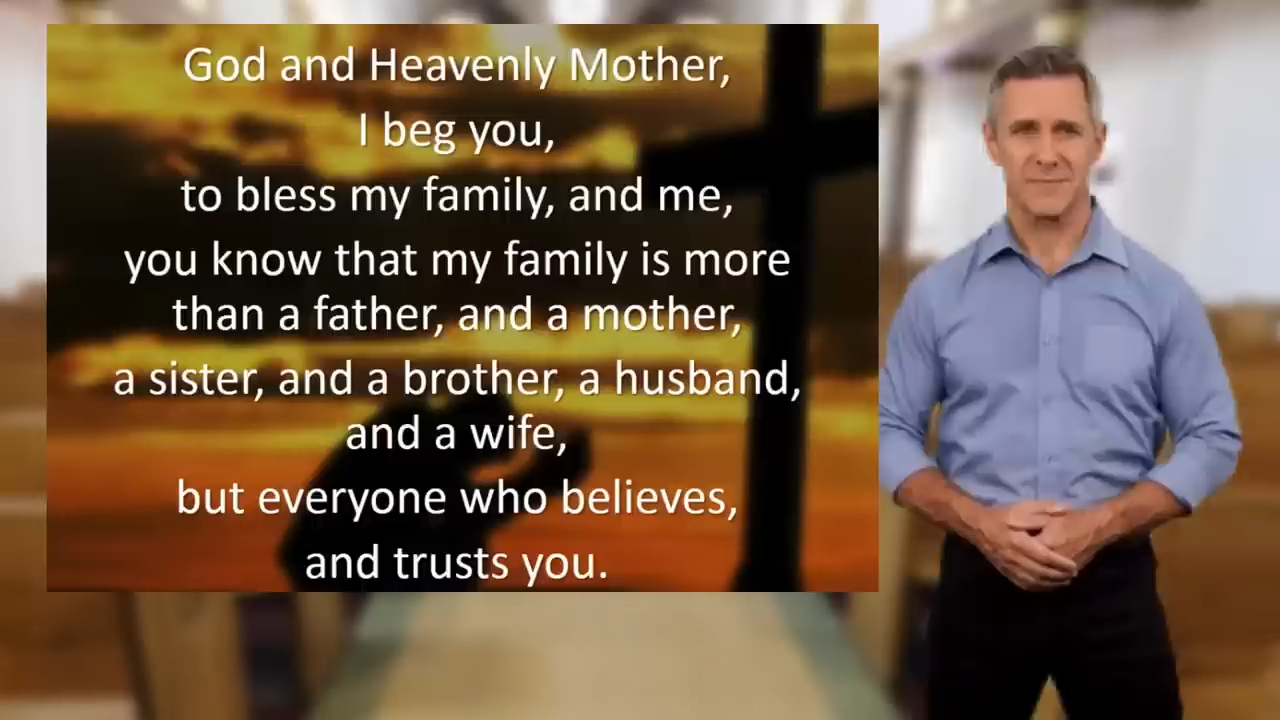 God and Heavenly Mother,
I beg you,
to bless my family, and me,
you know that my family is more
than a father, and a mother,
a sister, and a brother, a husband,
and a wife,
but everyone who believes,
and trusts you.